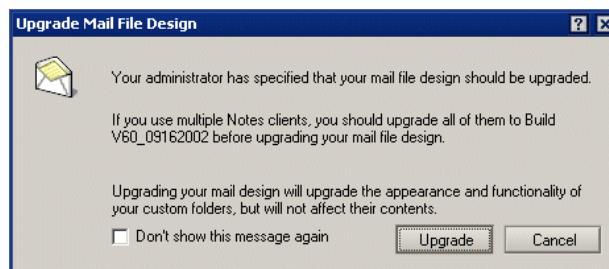 Upgrade Mail File Design
Your administrator has specified that your mail file design should be upgraded.
If you use multiple Notes clients, you should upgrade all of them to Build
V60_09162002 before upgrading your mail file design.
Upgrading your mail design will upgrade the appearance and functionality of
your custom folders, but will not affect their contents.
Don't show this message again
Upgrade
Cancel